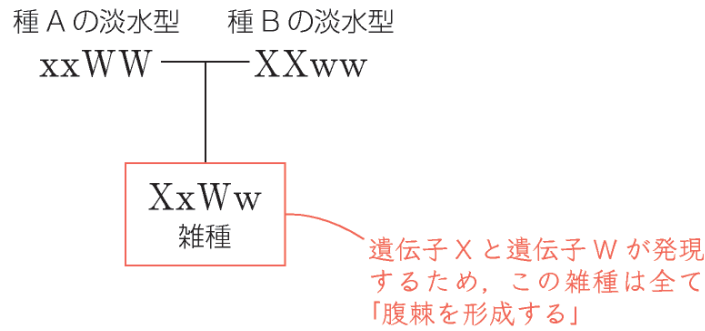 種Aの淡水型 種Bの淡水型
xxWW XXww
XxWw
雑種
遺伝子Xと遺伝子Wが発現
するため，この雑種は全て
「腹棘を形成する」